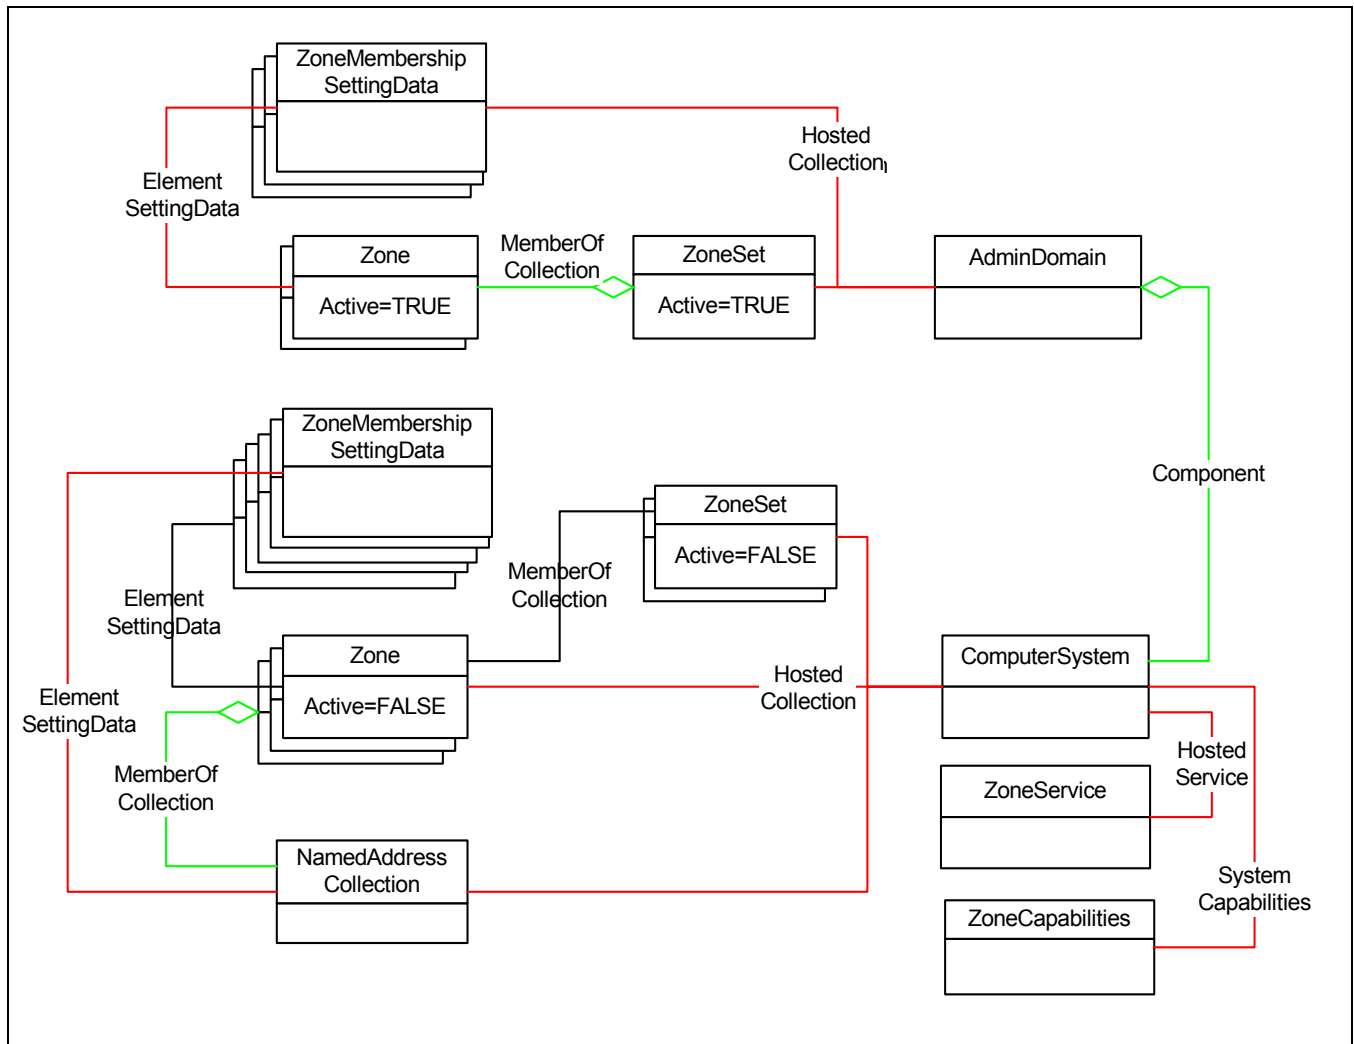 ZoneMembership
SettingData
Hosted
Collection
Element
SettingData
Zone
Active=TRUE
MemberOf
Collection
ZoneSet
Active=TRUE
AdminDomain
ZoneMembership
SettingData
Component
ZoneSet
Active=FALSE
MemberOf
Collection
Element
SettingData
Zone
Active=FALSE
Hosted
Collection
ComputerSystem
Element
SettingData
MemberOf
Collection
Hosted
Service
ZoneService
NamedAddress
Collection
System
Capabilities
ZoneCapabilities